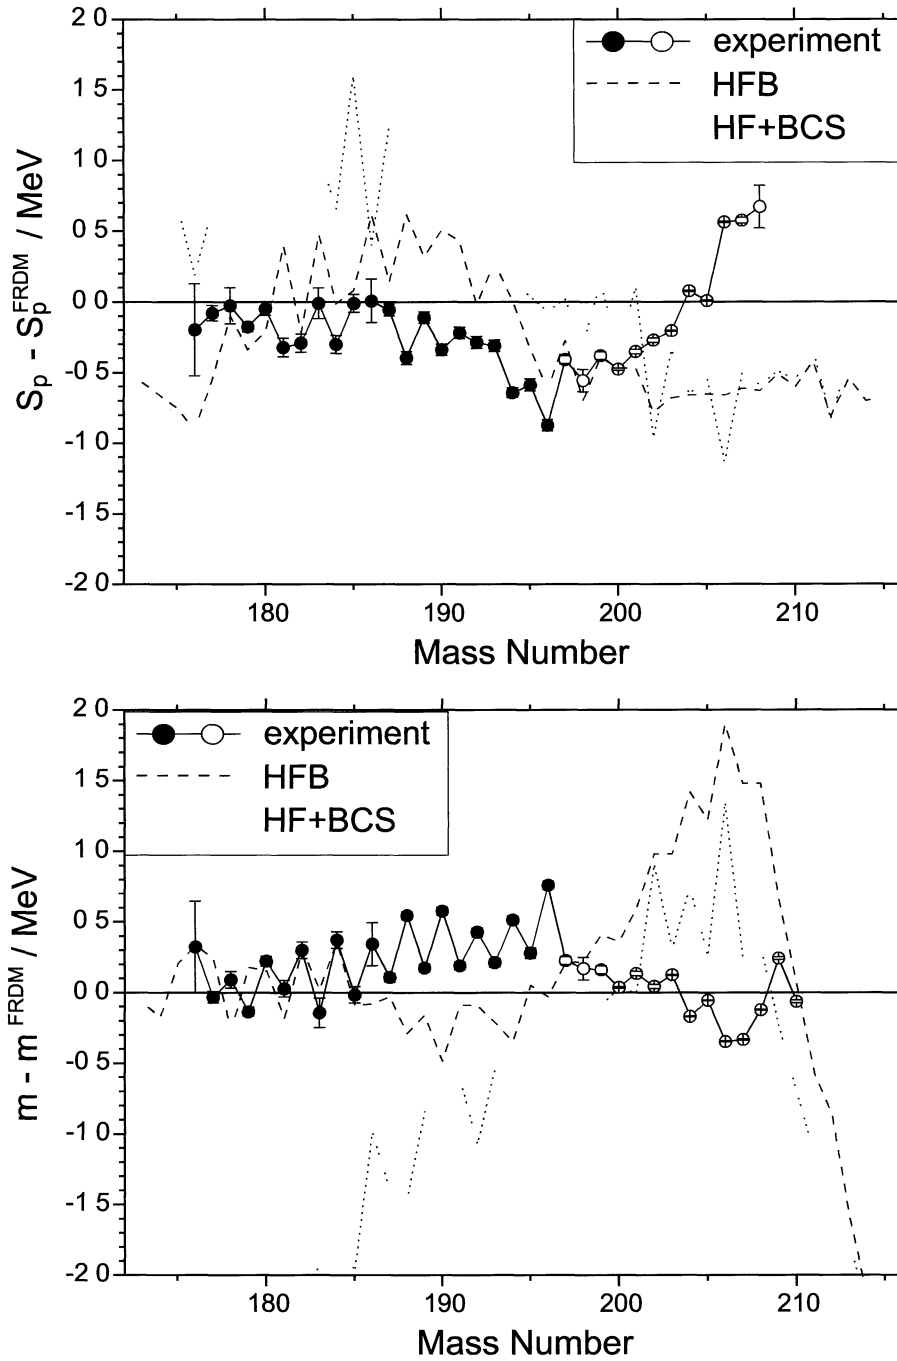 2 0
1 5
1 0
0 5
0 0
-0 5
-1 0
-1 5
-2 0
S_p - S_p^FRDM / MeV
experiment
HFB
HF+BCS
180 190 200 210
Mass Number
2 0
1 5
1 0
0 5
0 0
-0 5
-1 0
-1 5
-2 0
m - m^FRDM / MeV
experiment
HFB
HF+BCS
180 190 200 210
Mass Number